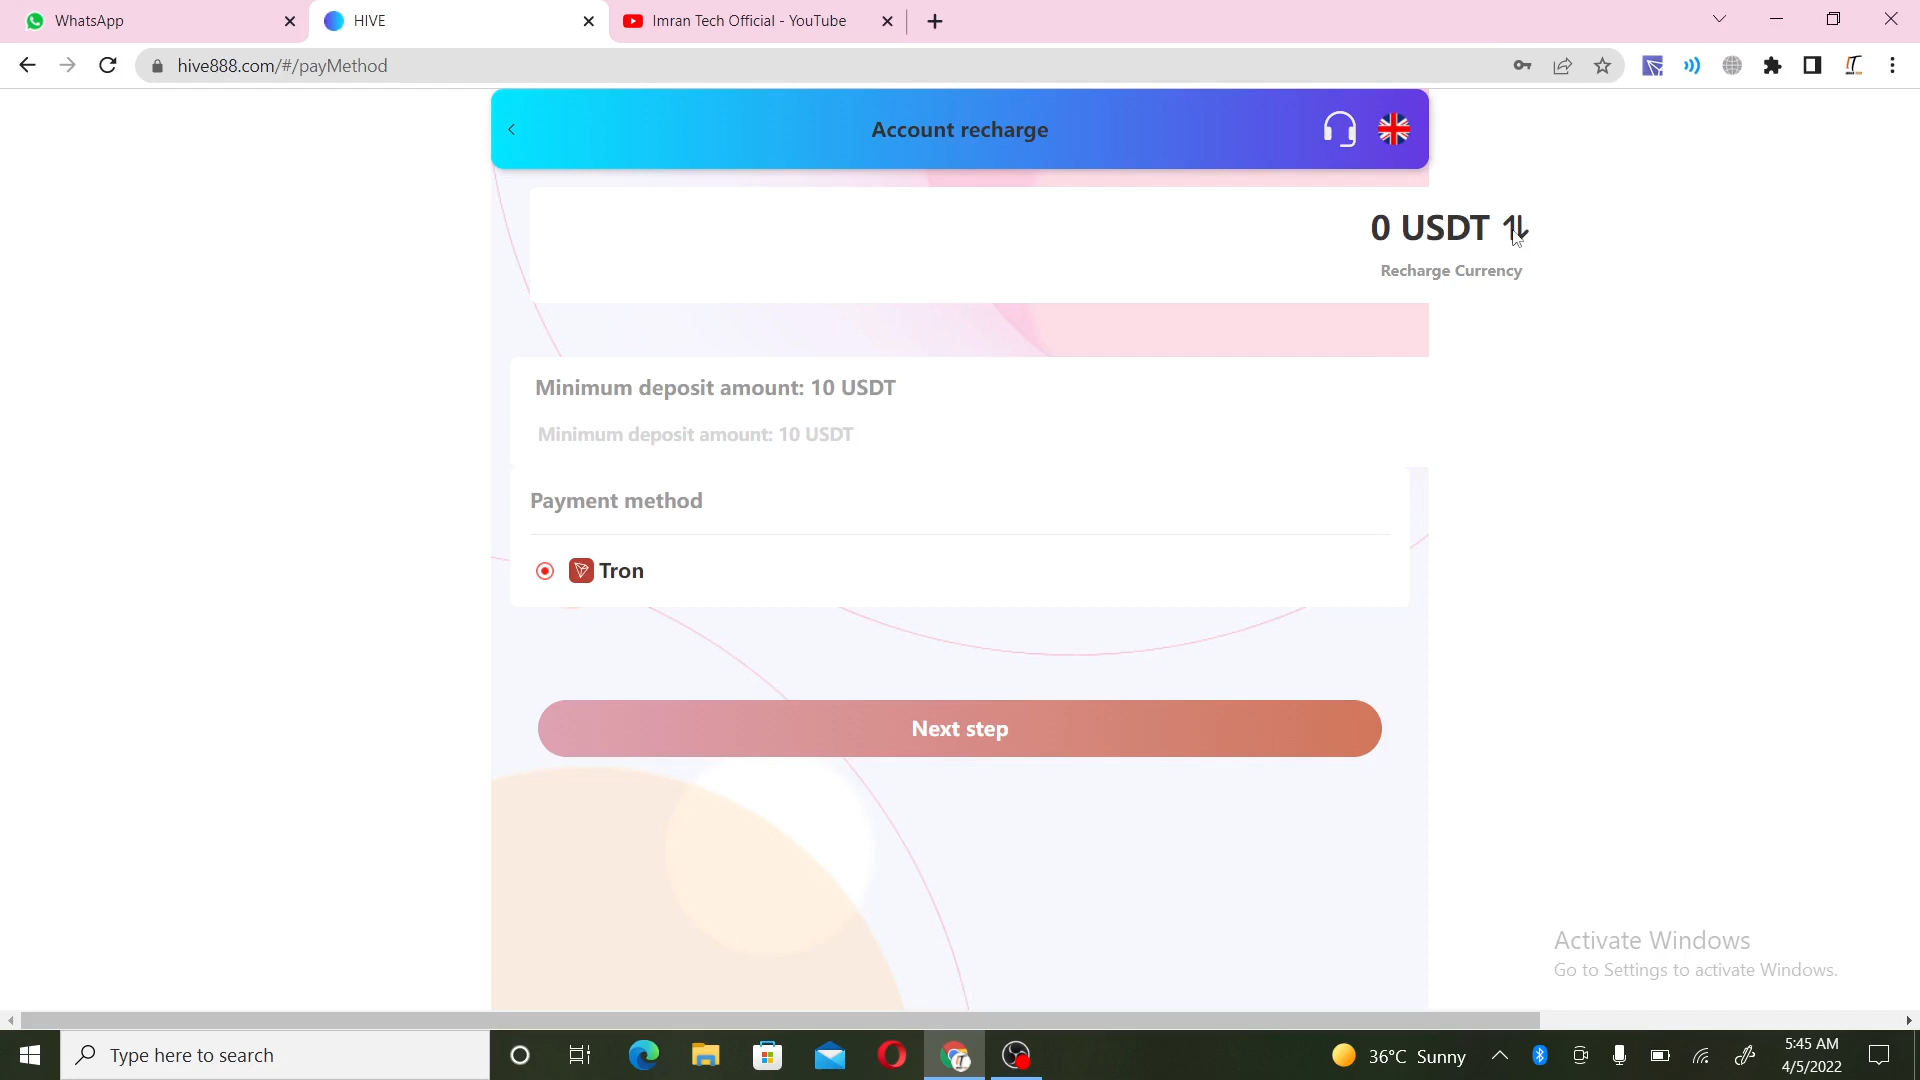 WhatsApp
HIVE
Imran Tech Official - YouTube
hive888.com/#/payMethod
Account recharge
0 USDT
Recharge Currency
Minimum deposit amount: 10 USDT
Minimum deposit amount: 10 USDT
Payment method
Tron
Next step
Activate Windows
Go to Settings to activate Windows.
Type here to search
36°C Sunny
5:45 AM
4/5/2022